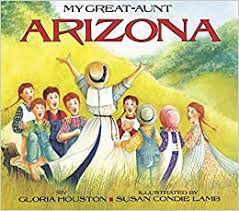 MY GREAT-AUNT
ARIZONA
BY
ILLUSTRATED BY
GLORIA HOUSTON
SUSAN CONDIE LAMB